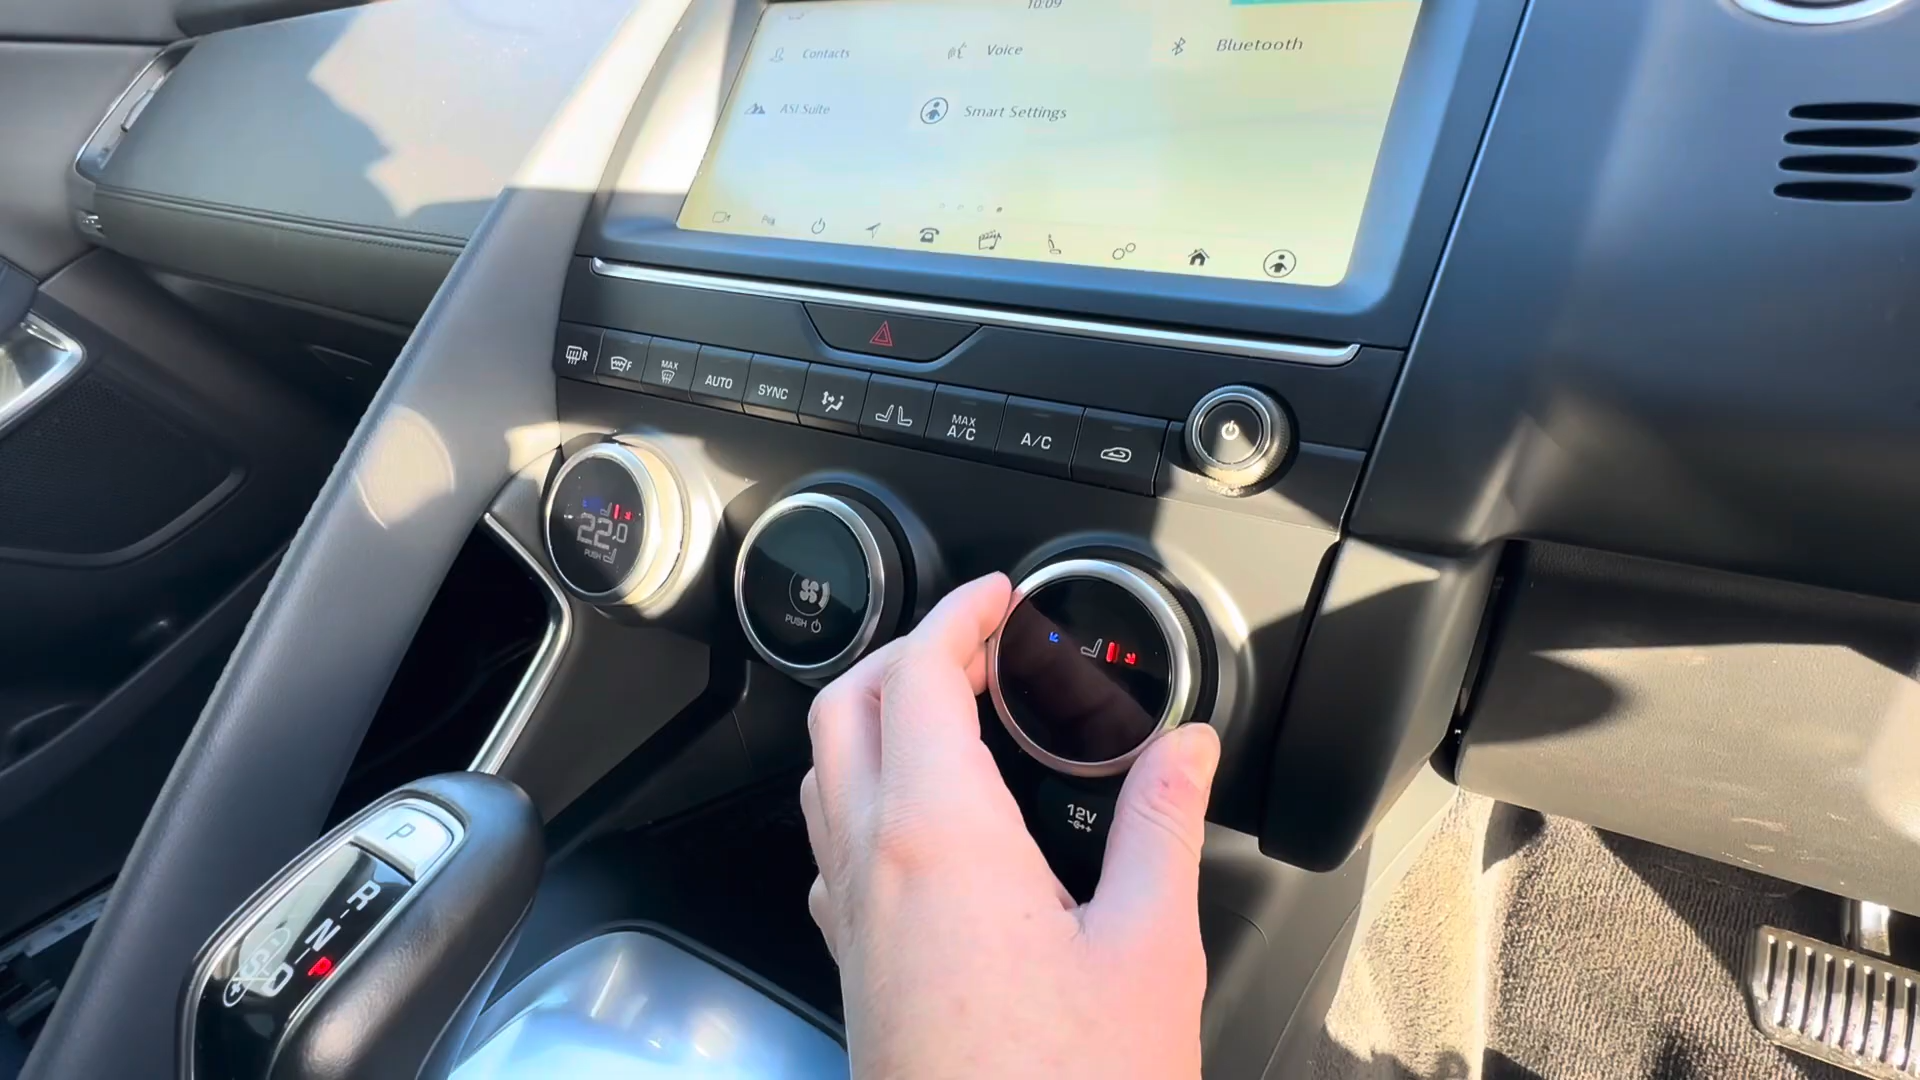 10:09
Contacts
Voice
Bluetooth
ASI Suite
Smart Settings
R
F
MAX
AUTO
SYNC
MAX
A/C
A/C
22.0
PUSH
PUSH
12V
P
R
N
D
P